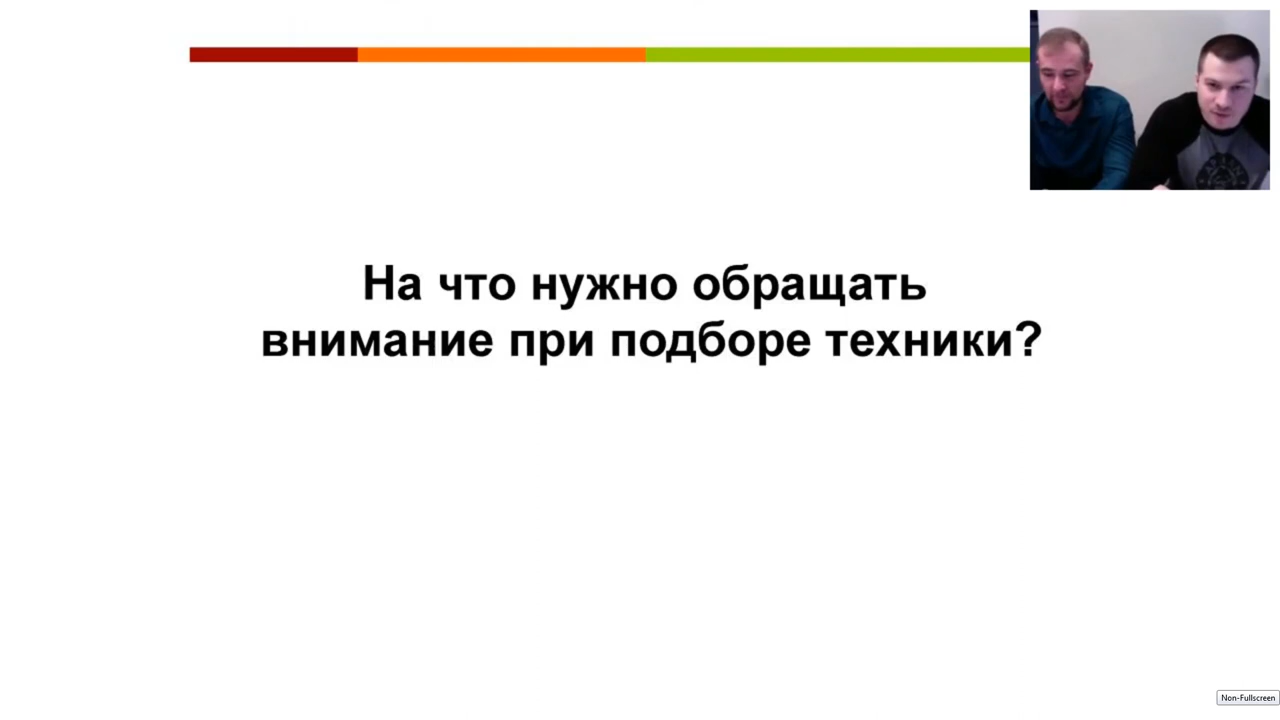 На что нужно обращать
внимание при подборе техники?
Non-Fullscreen